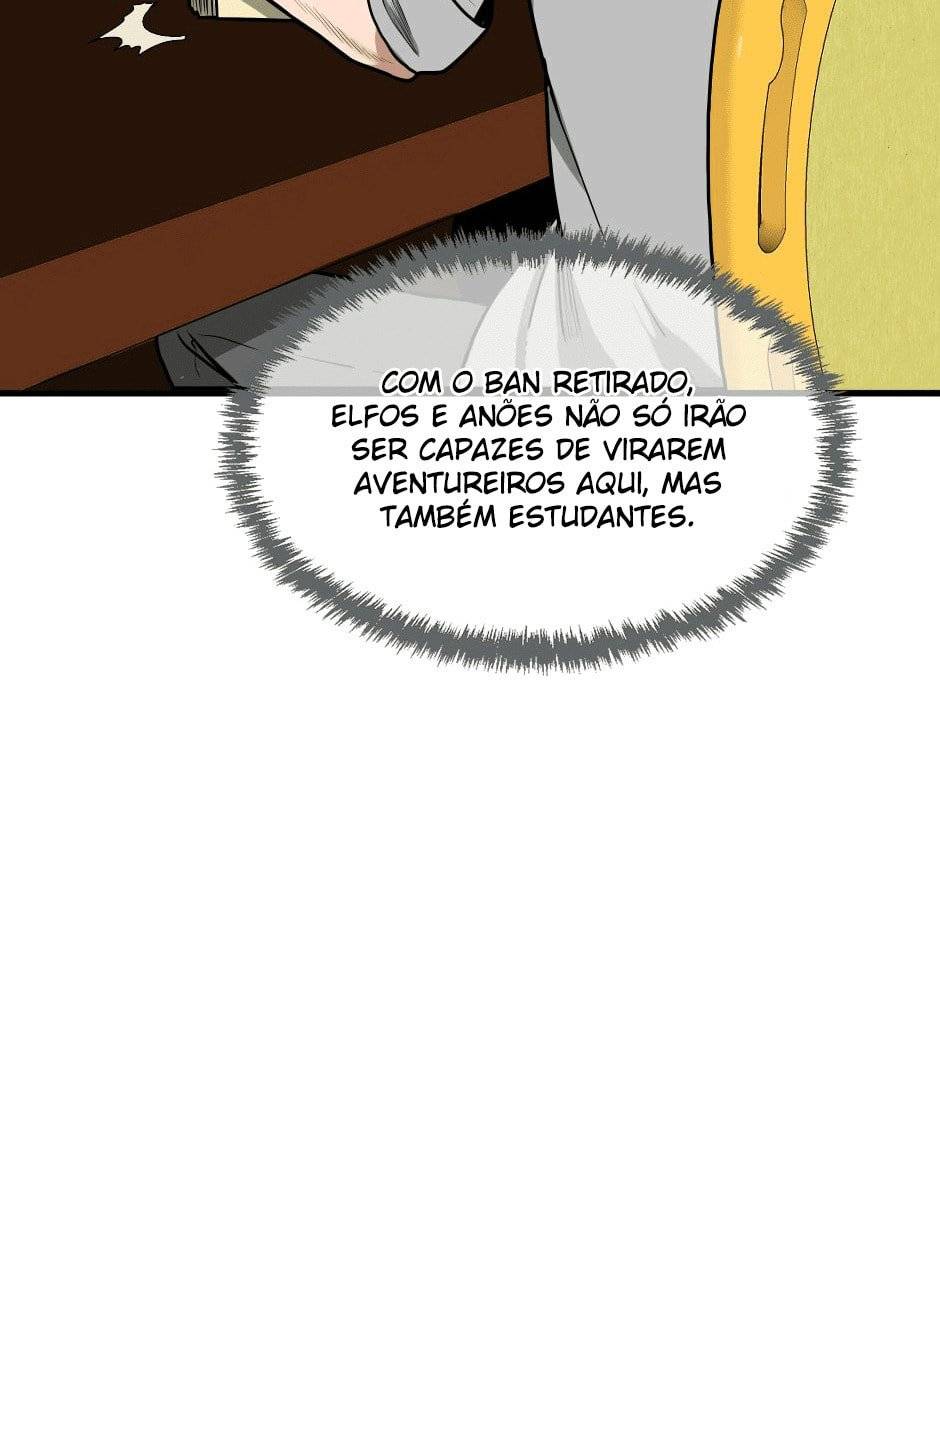 COM O BAN RETIRADO,
ELFOS E ANÕES NÃO SÓ IRÃO
SER CAPAZES DE VIRAREM
AVENTUREIROS AQUI, MAS
TAMBÉM ESTUDANTES.